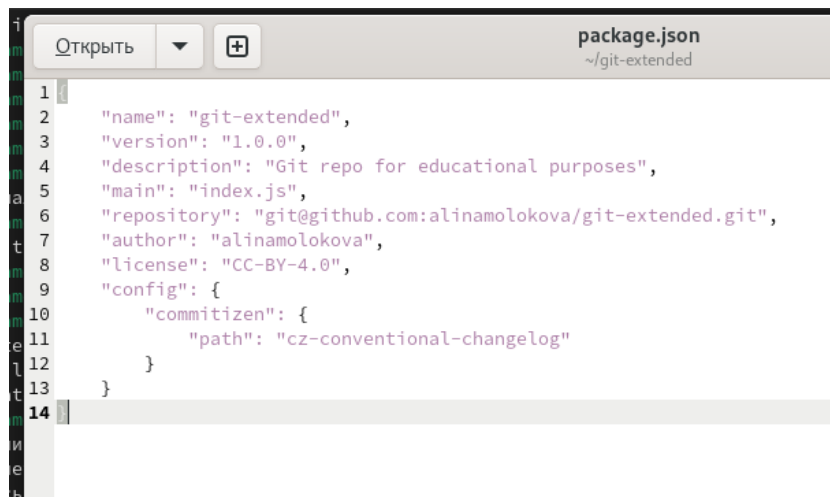 Открыть
package.json
~/git-extended
1 {
2 "name": "git-extended",
3 "version": "1.0.0",
4 "description": "Git repo for educational purposes",
5 "main": "index.js",
6 "repository": "git@github.com:alinamolokova/git-extended.git",
7 "author": "alinamolokova",
8 "license": "CC-BY-4.0",
9 "config": {
10 "commitizen": {
11 "path": "cz-conventional-changelog"
12 }
13 }
14 }